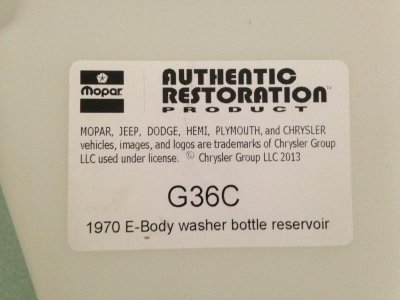 Mopar
AUTHENTIC
RESTORATION™
PRODUCT
MOPAR, JEEP, DODGE, HEMI, PLYMOUTH, and CHRYSLER
vehicles, images, and logos are trademarks of Chrysler Group
LLC used under license. © Chrysler Group LLC 2013
G36C
1970 E-Body washer bottle reservoir